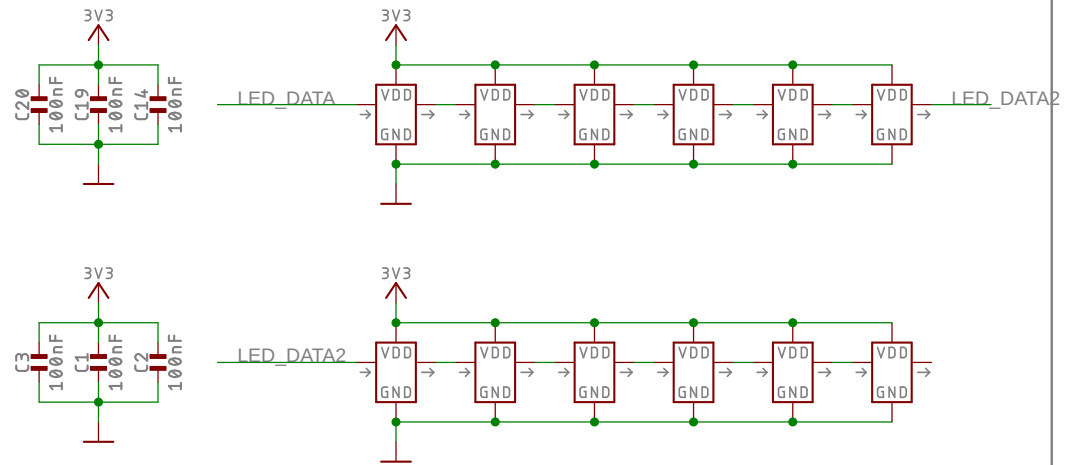 3V3
3V3
C20
100nF
C19
100nF
C14
100nF
LED_DATA
VDD
VDD
VDD
VDD
VDD
VDD
LED_DATA2
GND
GND
GND
GND
GND
GND
3V3
3V3
C3
100nF
C1
100nF
C2
100nF
LED_DATA2
VDD
VDD
VDD
VDD
VDD
VDD
GND
GND
GND
GND
GND
GND